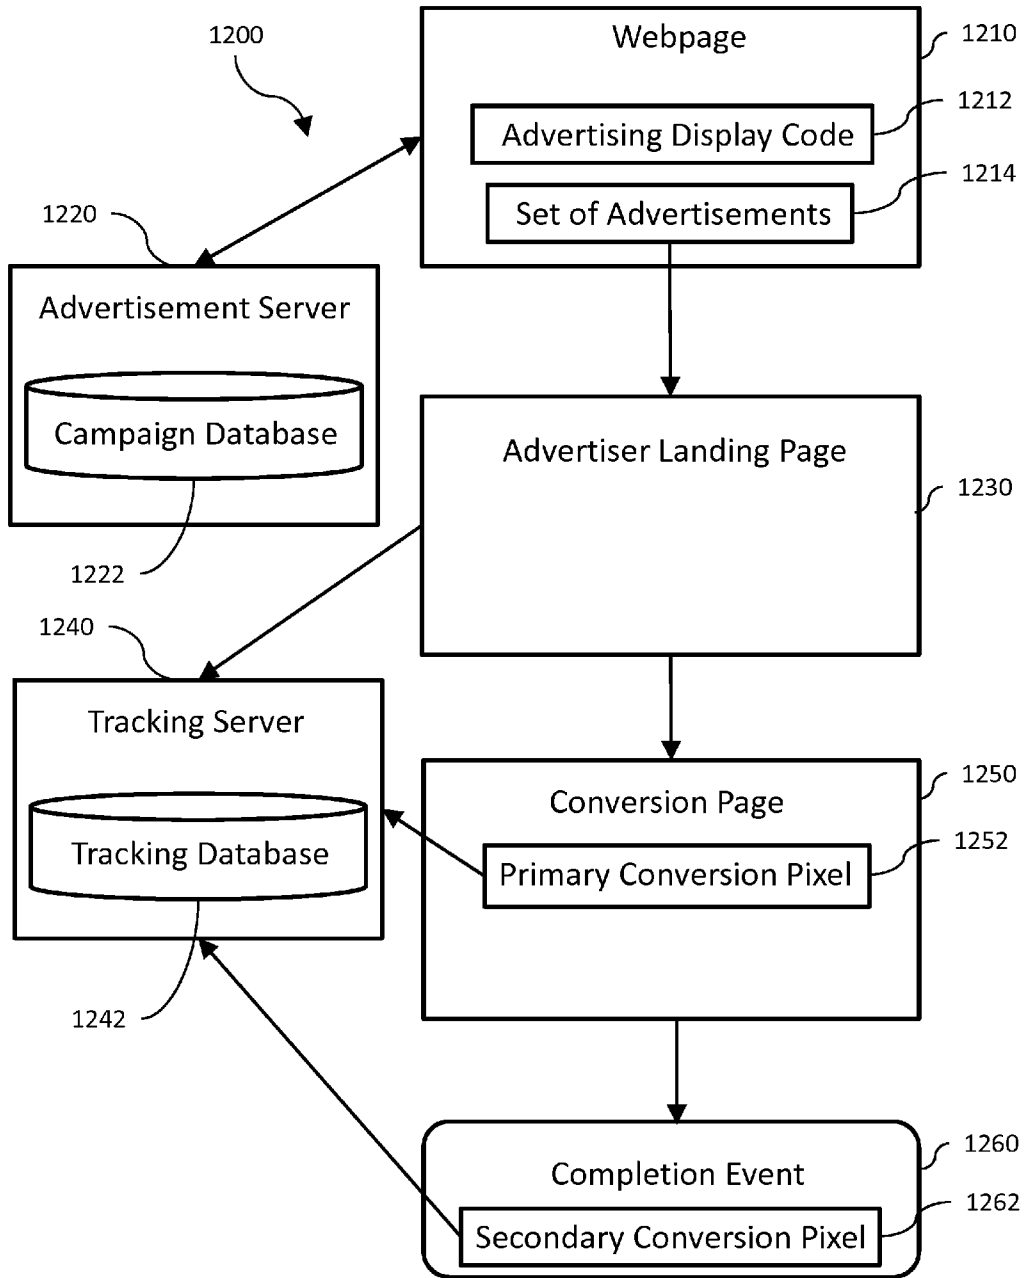 1200
Webpage
1210
Advertising Display Code
1212
Set of Advertisements
1214
1220
Advertisement Server
Campaign Database
1222
Advertiser Landing Page
1230
1240
Tracking Server
Tracking Database
1242
Conversion Page
1250
Primary Conversion Pixel
1252
Completion Event
1260
Secondary Conversion Pixel
1262